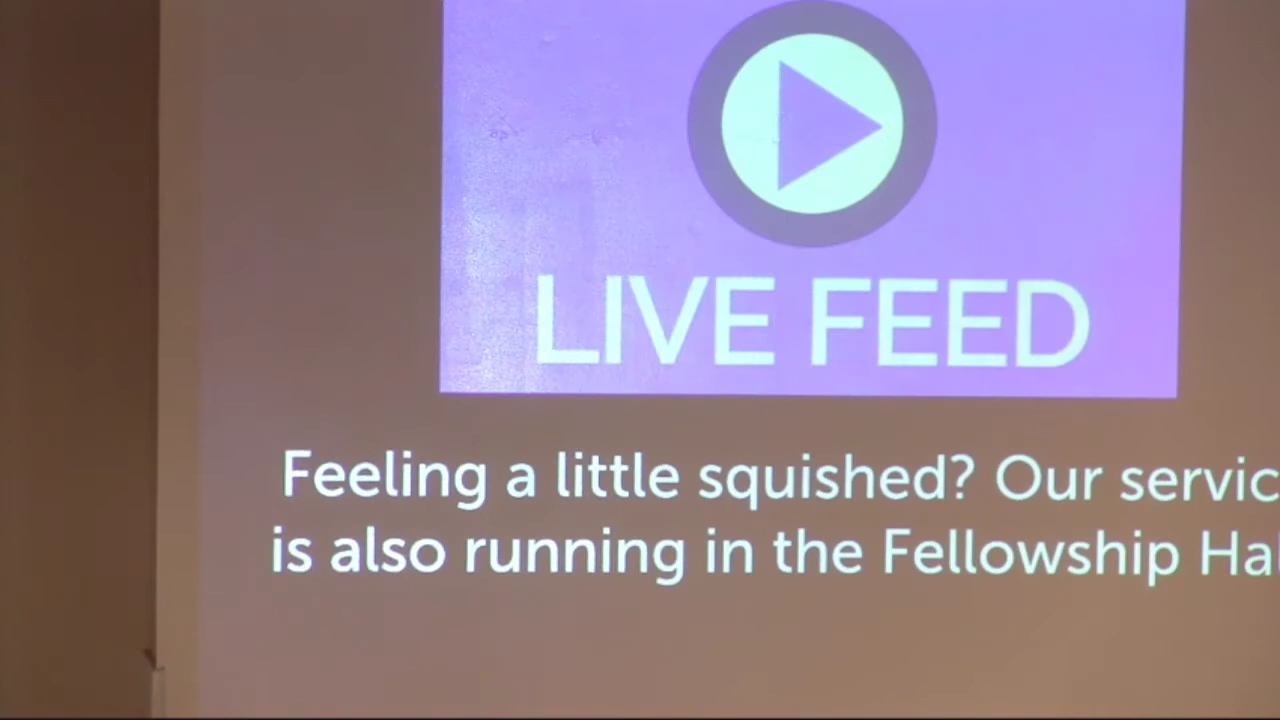 LIVE FEED
Feeling a little squished? Our servic
is also running in the Fellowship Hal